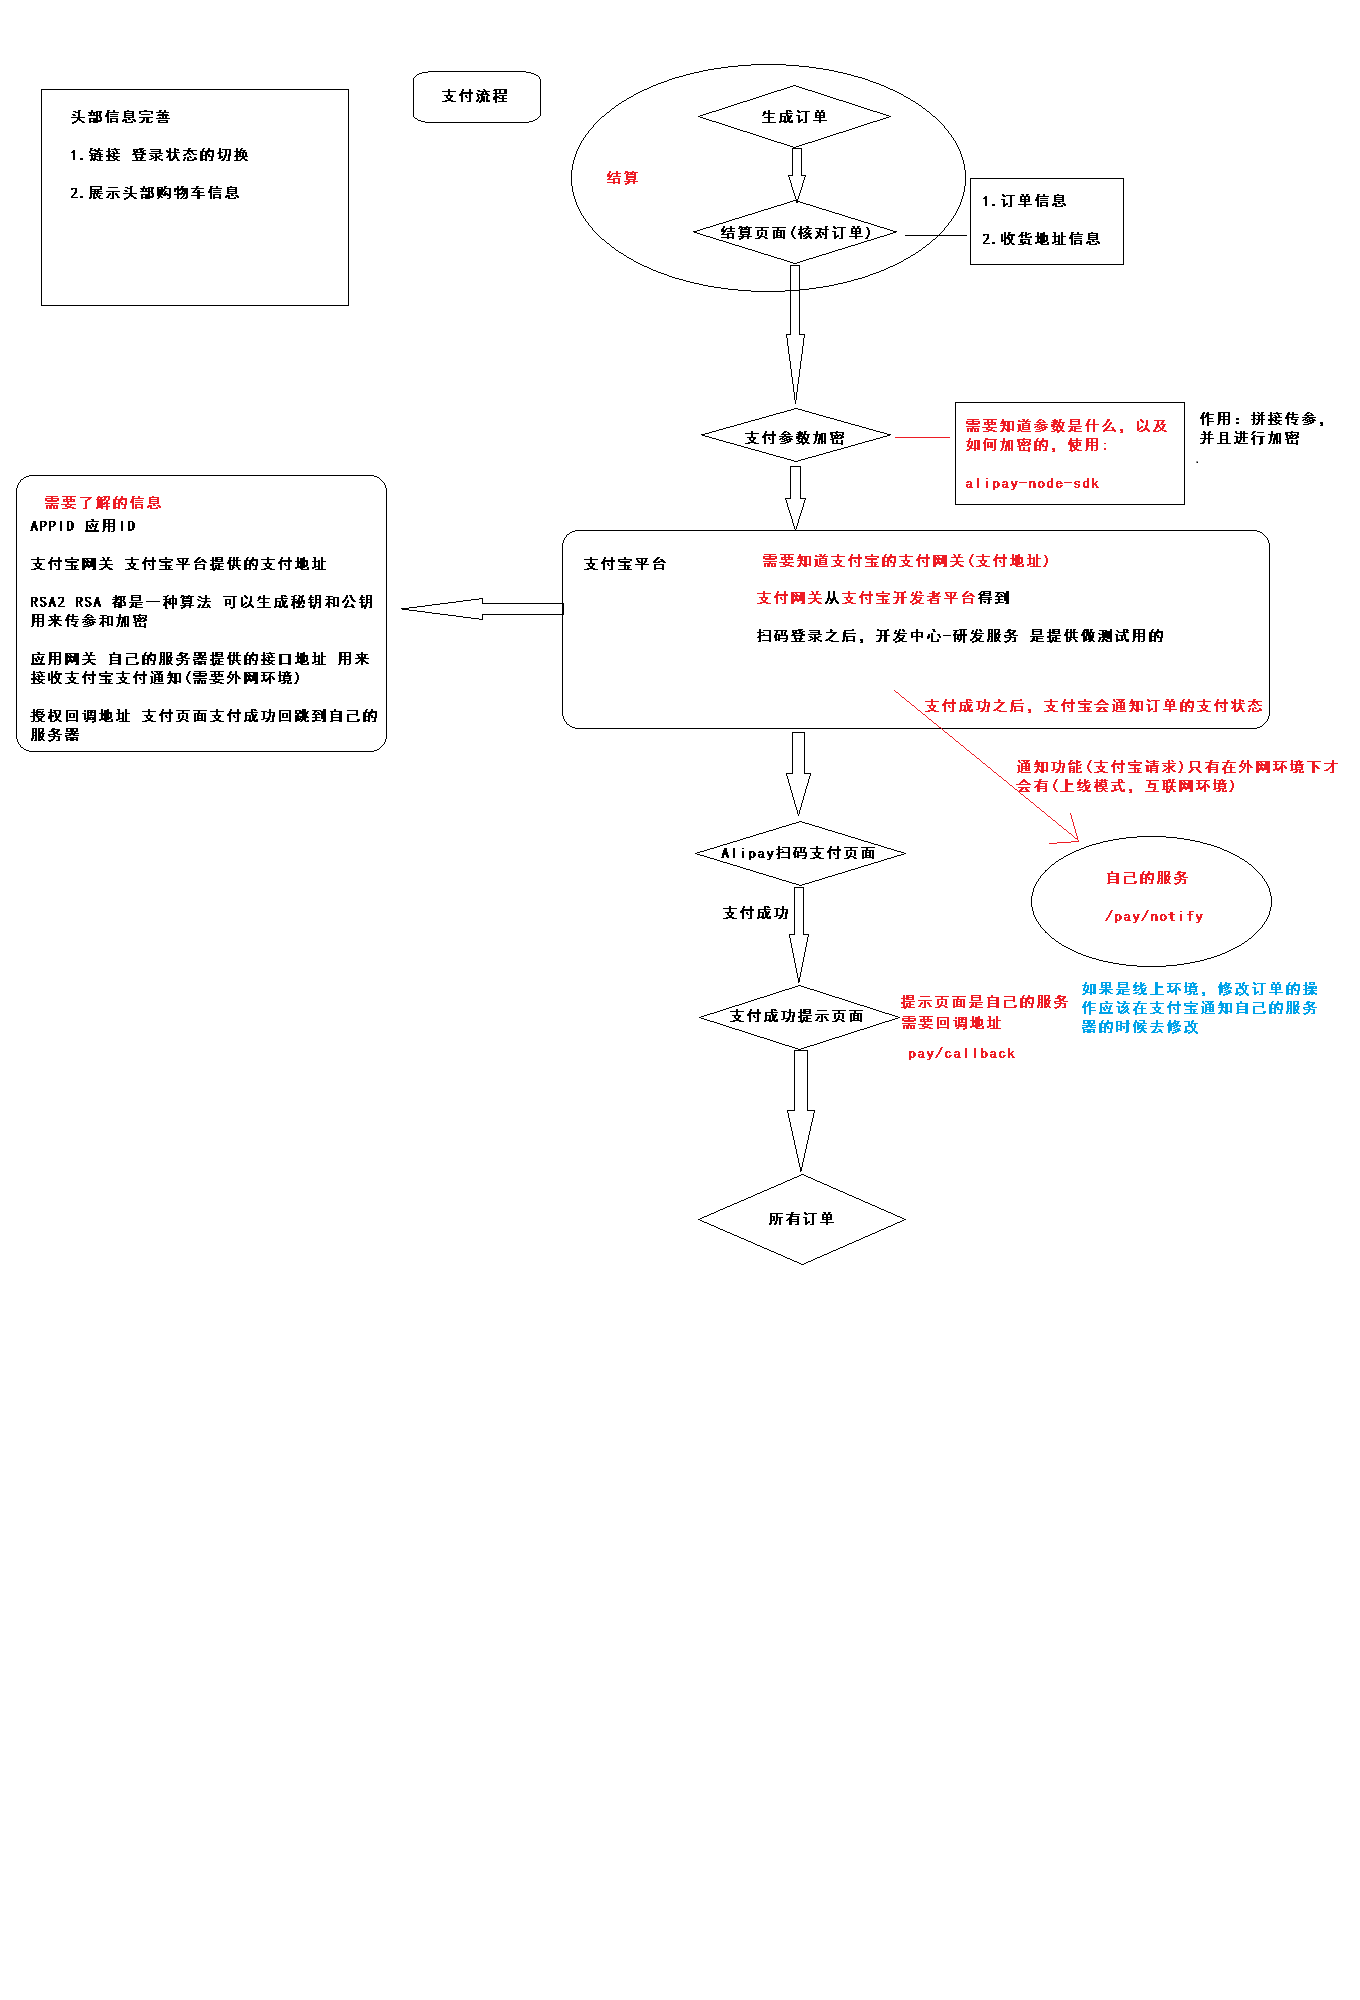 支付流程
头部信息完善
1.链接 登录状态的切换
2.展示头部购物车信息
生成订单
结算
结算页面(核对订单)
1.订单信息
2.收货地址信息
支付参数加密
需要知道参数是什么，以及
如何加密的，使用:
alipay-node-sdk
作用: 拼接传参，
并且进行加密
.
需要了解的信息
APPID 应用ID
支付宝网关 支付宝平台提供的支付地址
RSA2 RSA 都是一种算法 可以生成秘钥和公钥
用来传参和加密
应用网关 自己的服务器提供的接口地址 用来
接收支付宝支付通知(需要外网环境)
授权回调地址 支付页面支付成功回跳到自己的
服务器
支付宝平台
需要知道支付宝的支付网关(支付地址)
支付网关从支付宝开发者平台得到
扫码登录之后，开发中心-研发服务 是提供做测试用的
支付成功之后，支付宝会通知订单的支付状态
通知功能(支付宝请求)只有在外网环境下才
会有(上线模式，互联网环境)
Alipay扫码支付页面
自己的服务
/pay/notify
支付成功
支付成功提示页面
提示页面是自己的服务
需要回调地址
pay/callback
如果是线上环境，修改订单的操
作应该在支付宝通知自己的服务
器的时候去修改
所有订单